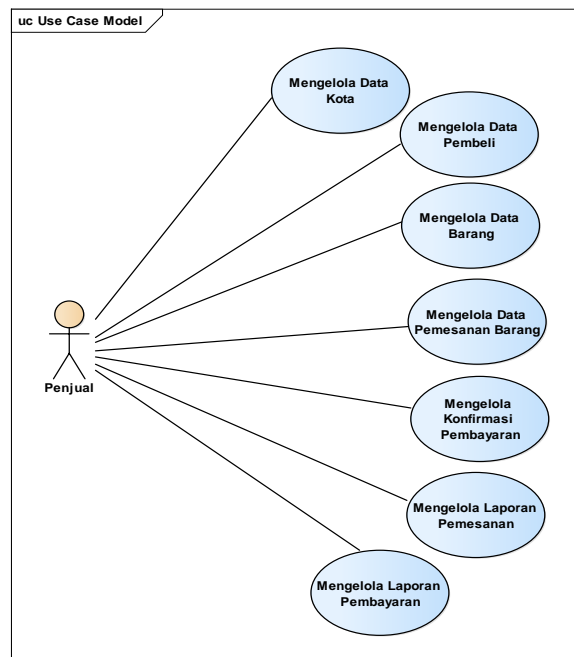 uc Use Case Model
Mengelola Data
Kota
Mengelola Data
Pembeli
Mengelola Data
Barang
Mengelola Data
Pemesanan Barang
Penjual
Mengelola
Konfirmasi
Pembayaran
Mengelola Laporan
Pemesanan
Mengelola Laporan
Pembayaran